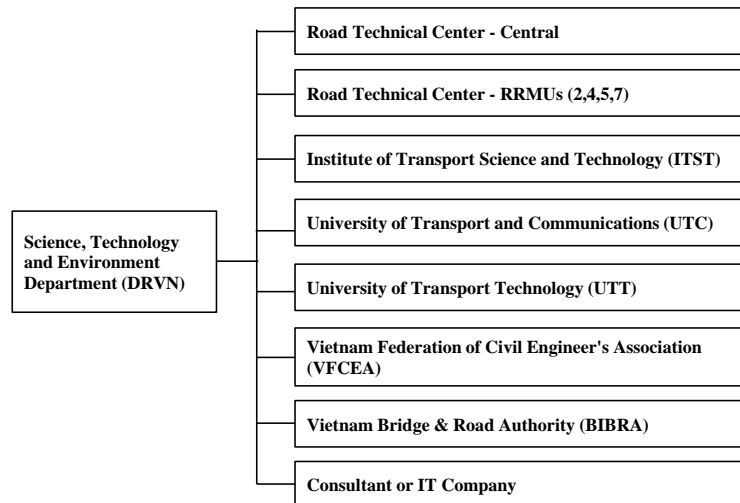 Road Technical Center - Central
Road Technical Center - RRMUs (2,4,5,7)
Institute of Transport Science and Technology (ITST)
Science, Technology
and Environment
Department (DRVN)
University of Transport and Communications (UTC)
University of Transport Technology (UTT)
Vietnam Federation of Civil Engineer's Association
(VFCEA)
Vietnam Bridge & Road Authority (BIBRA)
Consultant or IT Company